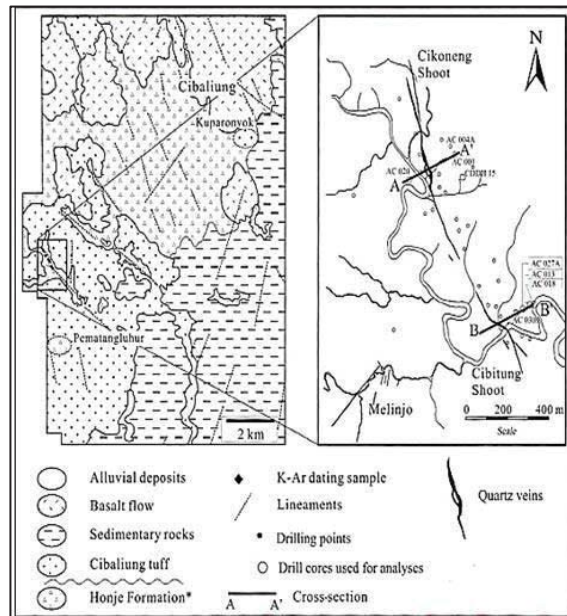 Cibaliung
Kuparonyok
Pematangluhur
2 km
Cikoneng
Shoot
N
AC 004A
A'
AC 001
AC 020
CDDH 15
A
AC 027A
AC 013
AC 018
B'
B
Cibitung
Shoot
Melinjo
0 200 400 m
Scale
Alluvial deposits
Basalt flow
Sedimentary rocks
Cibaliung tuff
Honje Formation*
K-Ar dating sample
Lineaments
Drilling points
Drill cores used for analyses
A A' Cross-section
Quartz veins